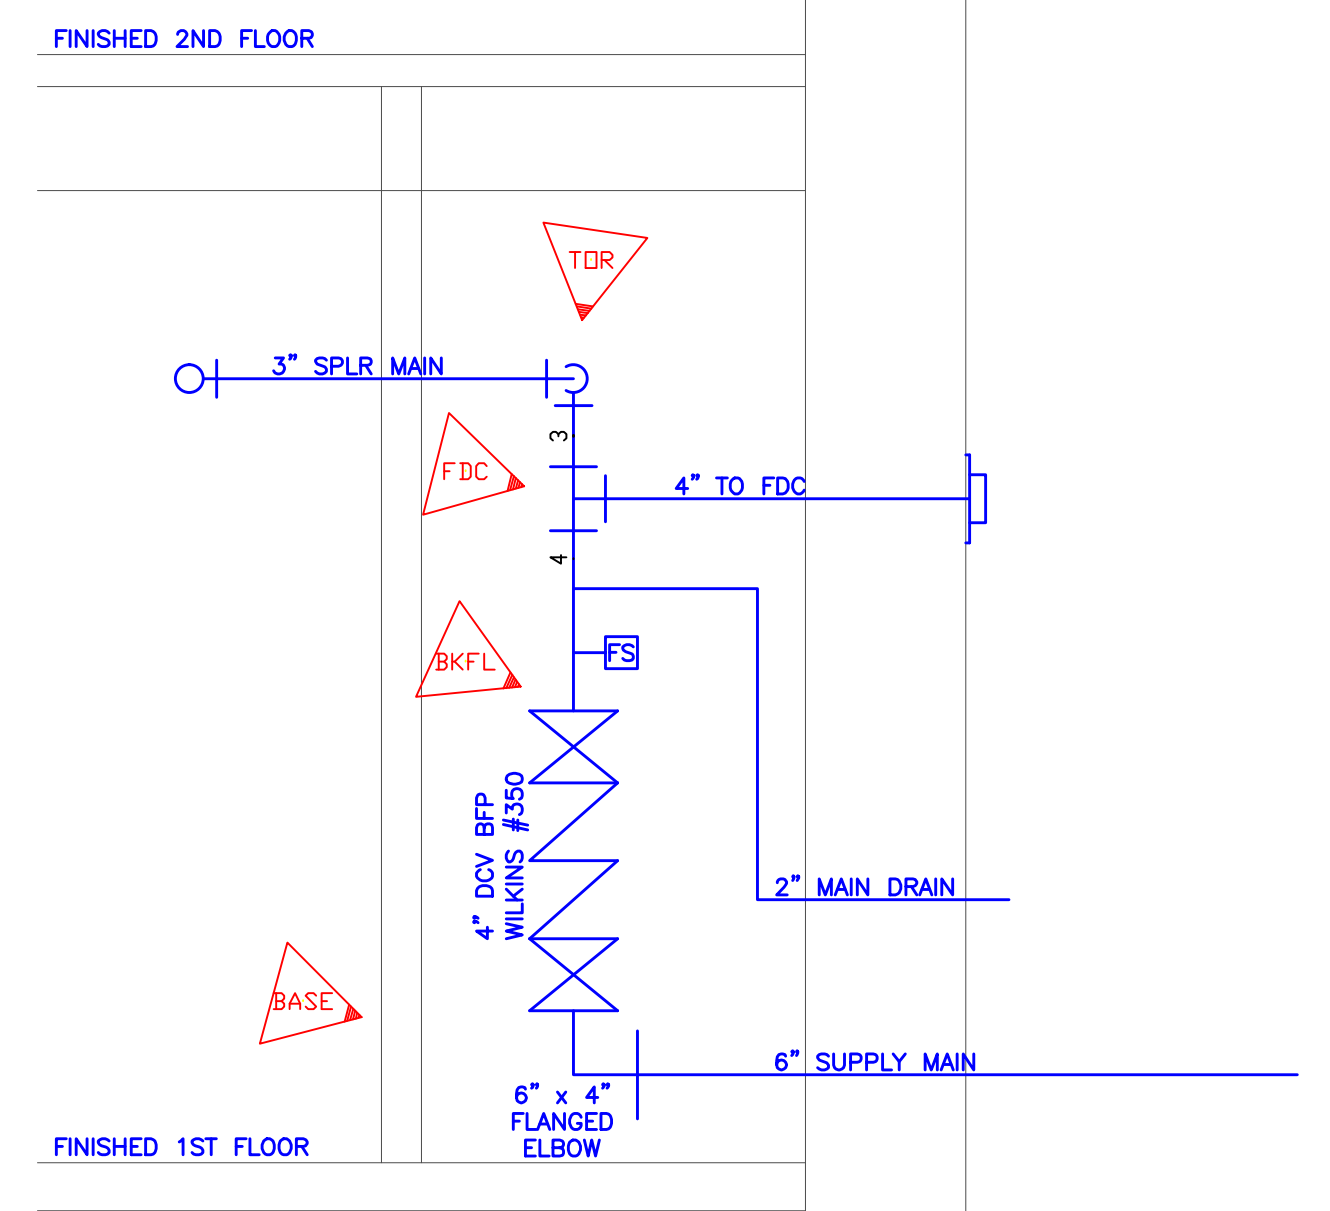 FINISHED 2ND FLOOR
TOR
3" SPLR MAIN
3
FDC
4" TO FDC
4
BKFL
FS
4" DCV BFP
WILKINS #350
2" MAIN DRAIN
BASE
6" SUPPLY MAIN
6" x 4"
FLANGED
ELBOW
FINISHED 1ST FLOOR